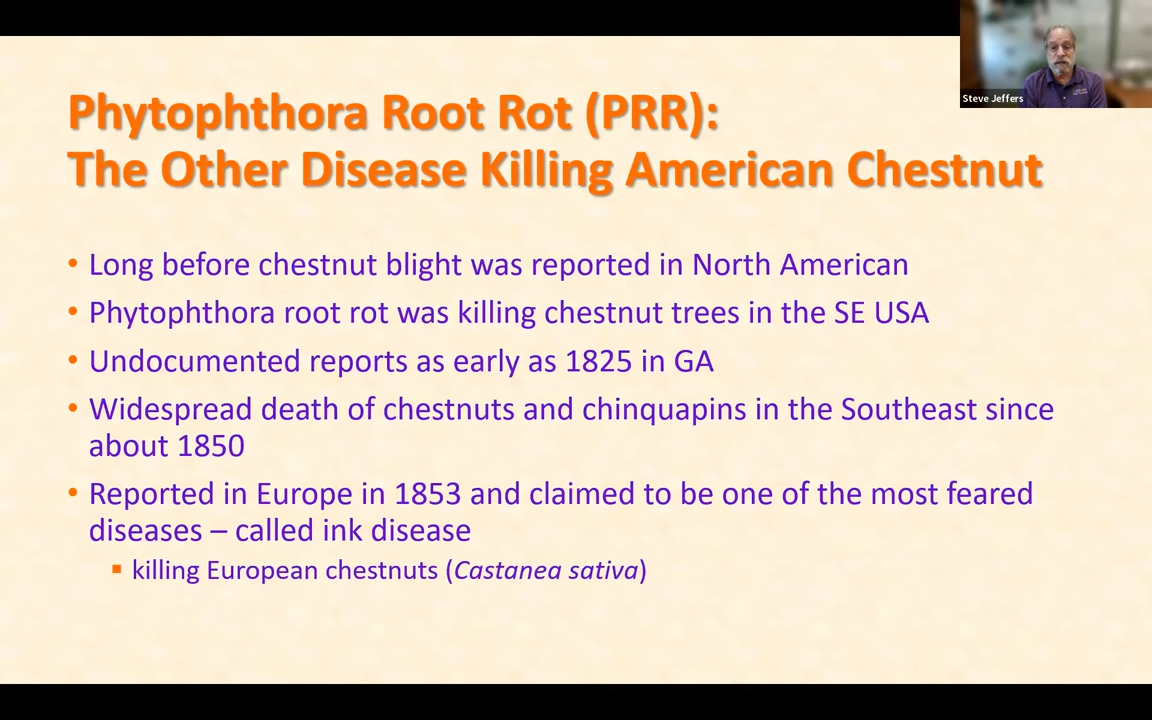 Steve Jeffers
Phytophthora Root Rot (PRR):
The Other Disease Killing American Chestnut
• Long before chestnut blight was reported in North American
• Phytophthora root rot was killing chestnut trees in the SE USA
• Undocumented reports as early as 1825 in GA
• Widespread death of chestnuts and chinquapins in the Southeast since
about 1850
• Reported in Europe in 1853 and claimed to be one of the most feared
diseases – called ink disease
▪ killing European chestnuts (Castanea sativa)